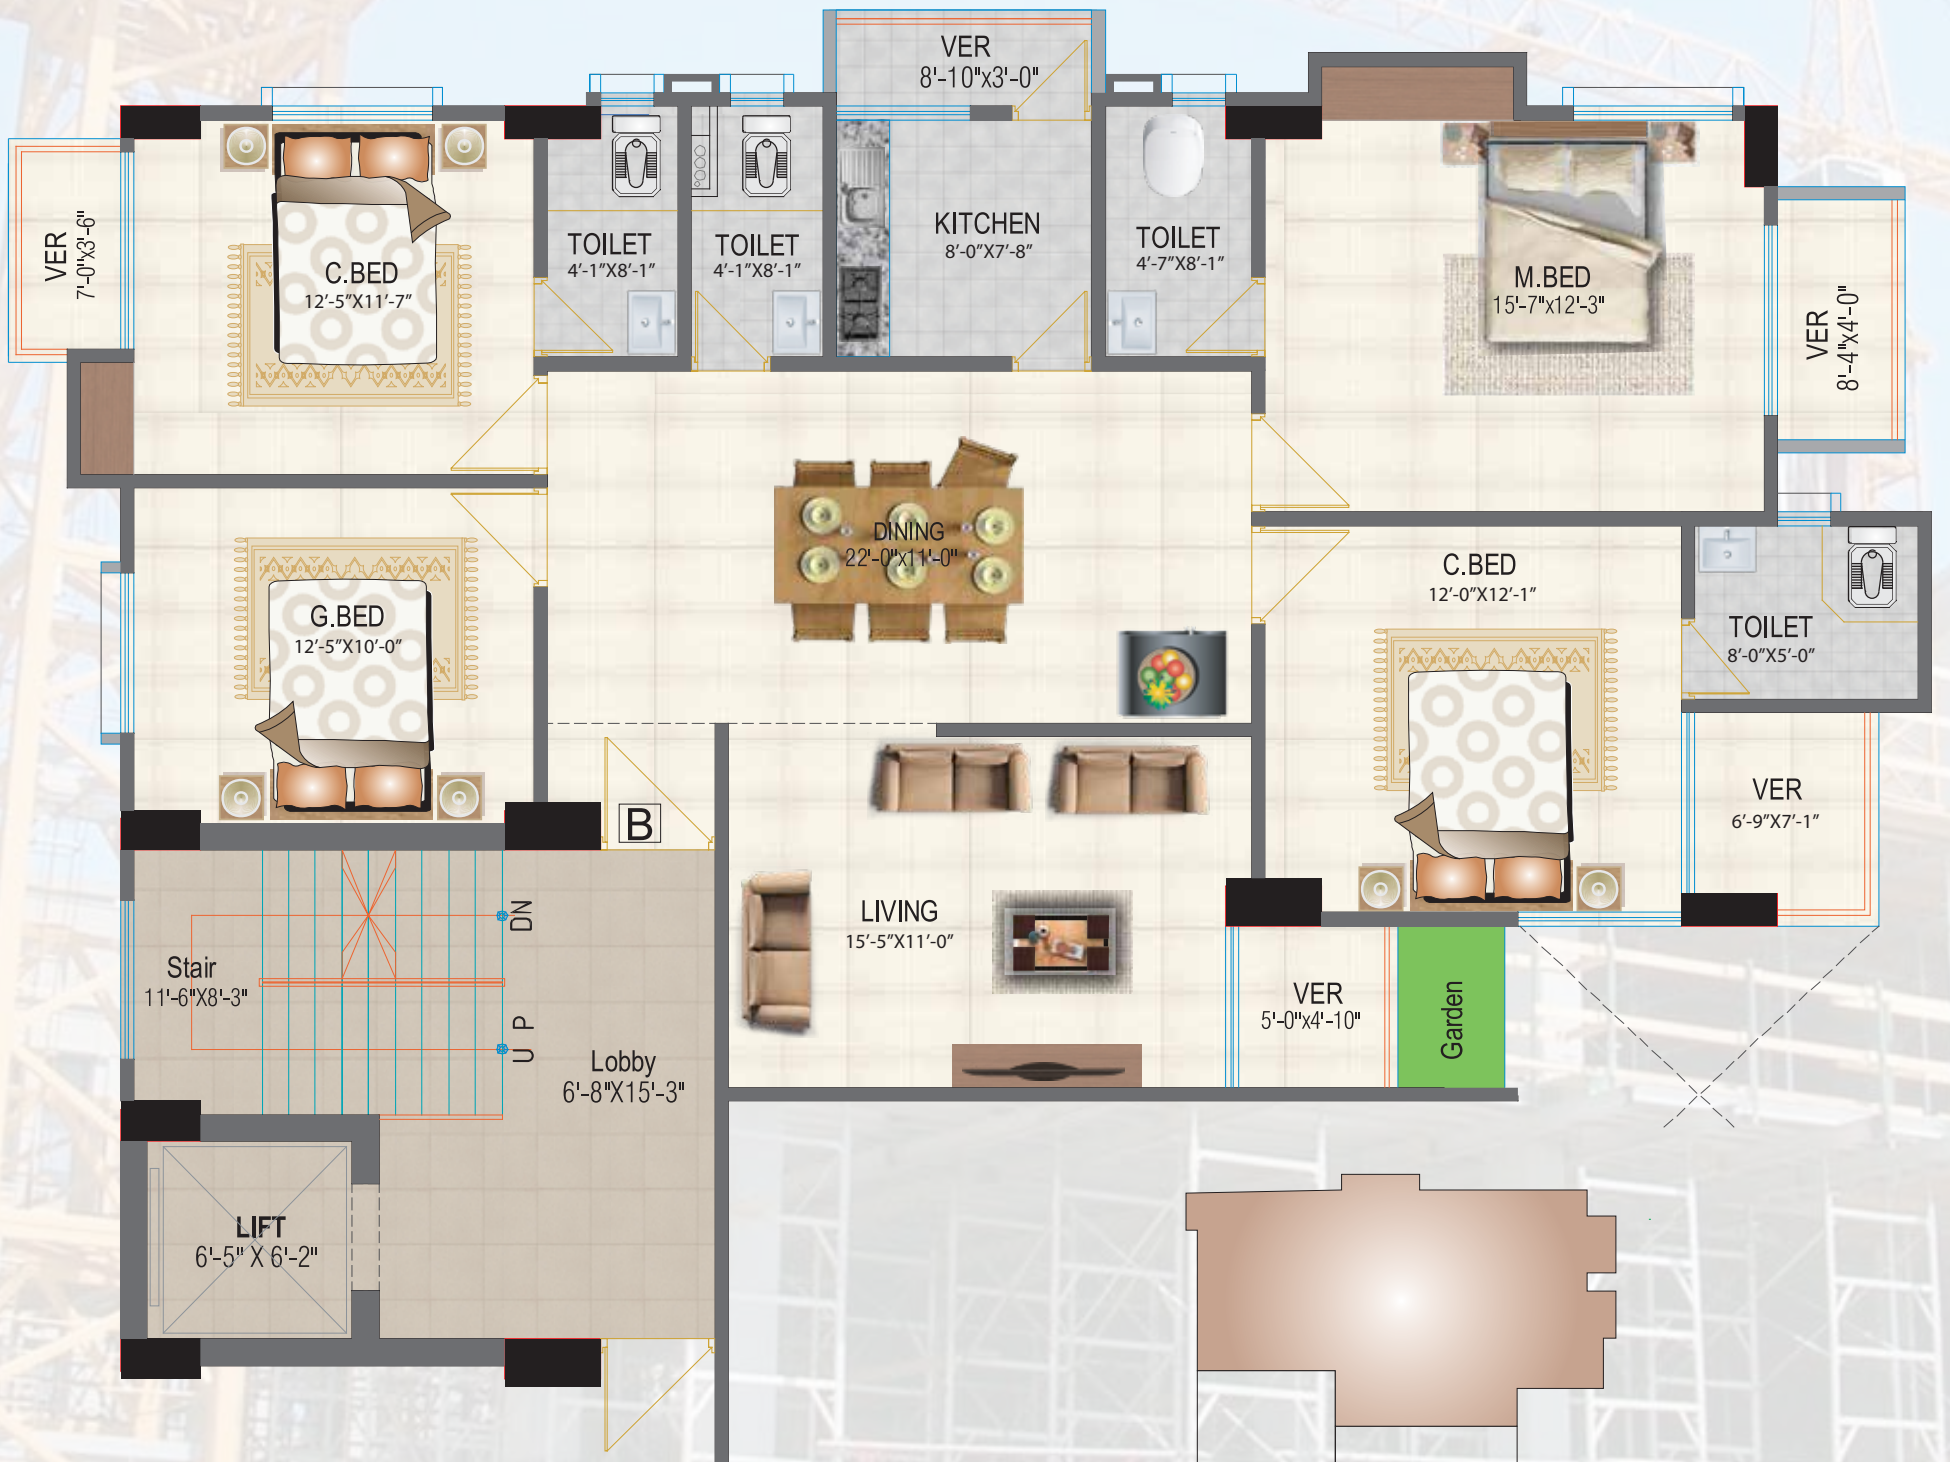 VER
8'-10"x3'-0"
VER
7'-0"x3'-6"
C.BED
12'-5"X11'-7"
TOILET
4'-1"X8'-1"
TOILET
4'-1"X8'-1"
KITCHEN
8'-0"X7'-8"
TOILET
4'-7"X8'-1"
M.BED
15'-7"x12'-3"
VER
8'-4"x4'-0"
DINING
22'-0"x11'-0"
G.BED
12'-5"X10'-0"
C.BED
12'-0"X12'-1"
TOILET
8'-0"X5'-0"
VER
6'-9"X7'-1"
B
LIVING
15'-5"X11'-0"
DN
Stair
11'-6"X8'-3"
U P
Lobby
6'-8"X15'-3"
VER
5'-0"x4'-10"
Garden
LIFT
6'-5" X 6'-2"